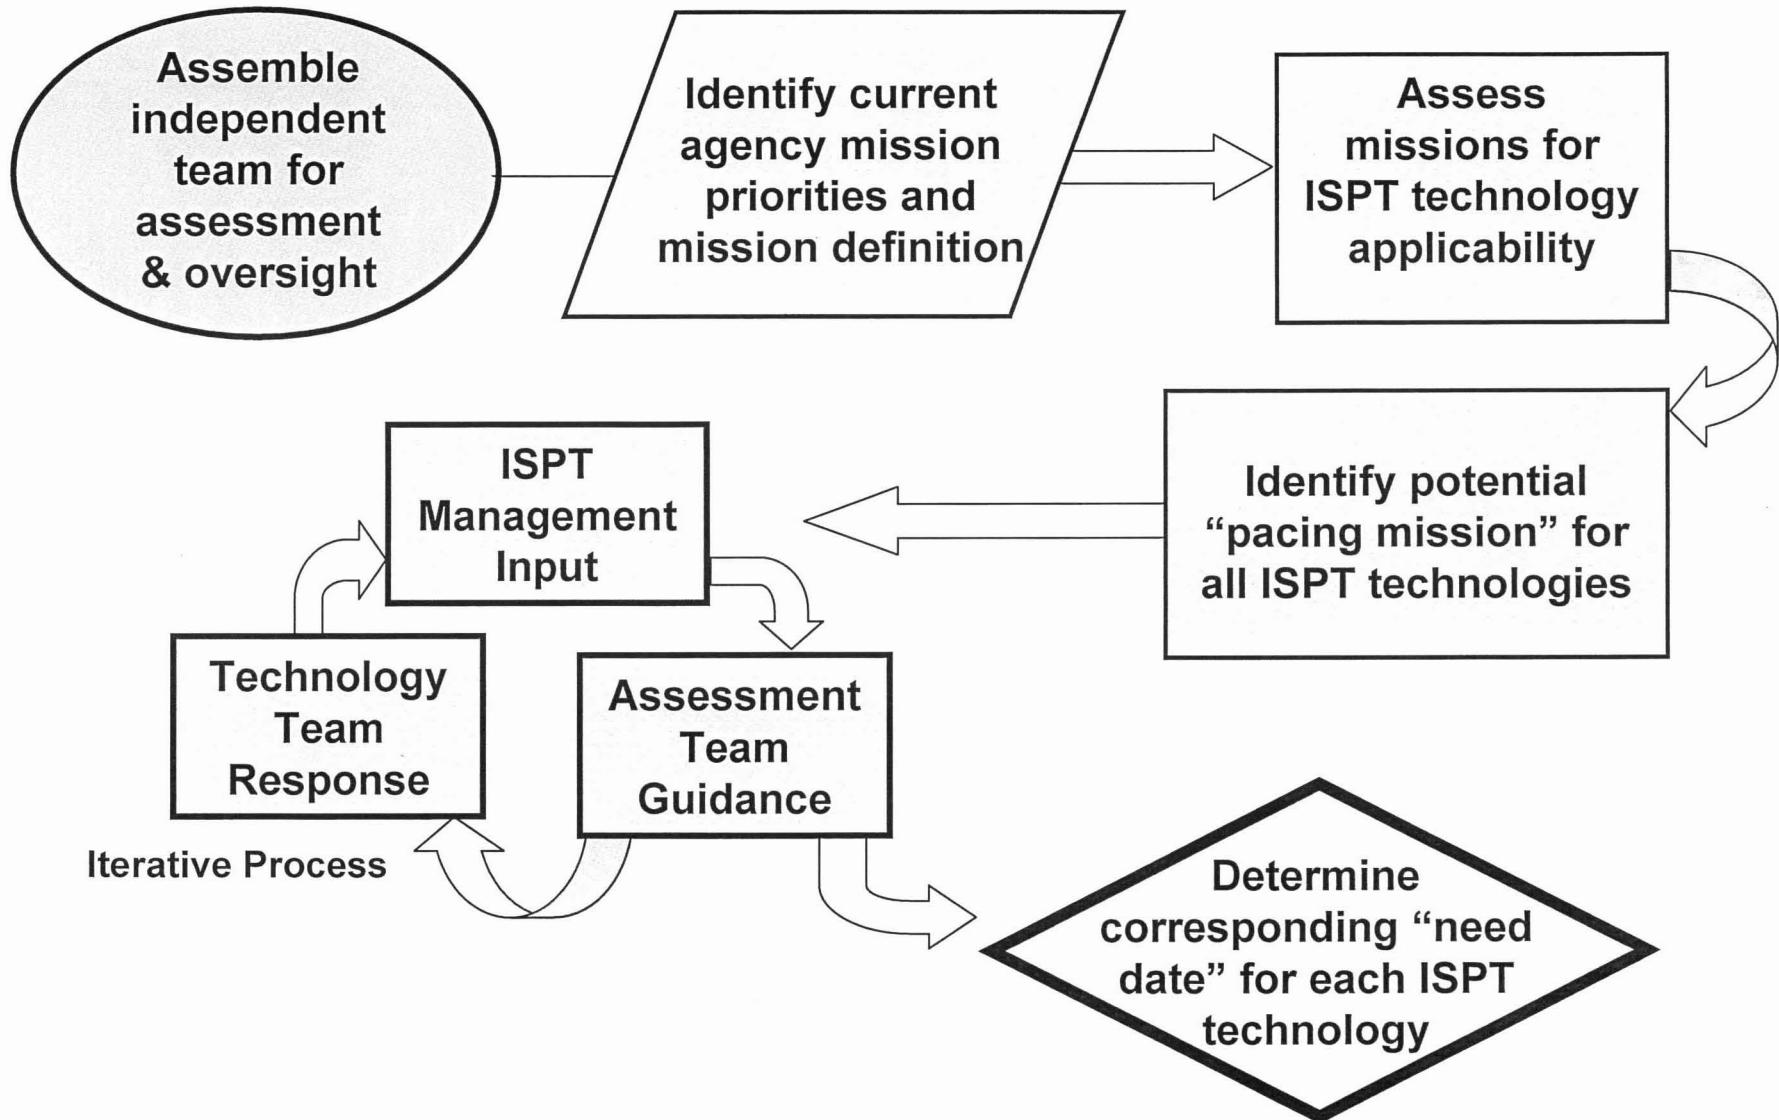 Assemble
independent
team for
assessment
& oversight
Identify current
agency mission
priorities and
mission definition
Assess
missions for
ISPT technology
applicability
Identify potential
“pacing mission” for
all ISPT technologies
ISPT
Management
Input
Technology
Team
Response
Assessment
Team
Guidance
Iterative Process
Determine
corresponding “need
date” for each ISPT
technology